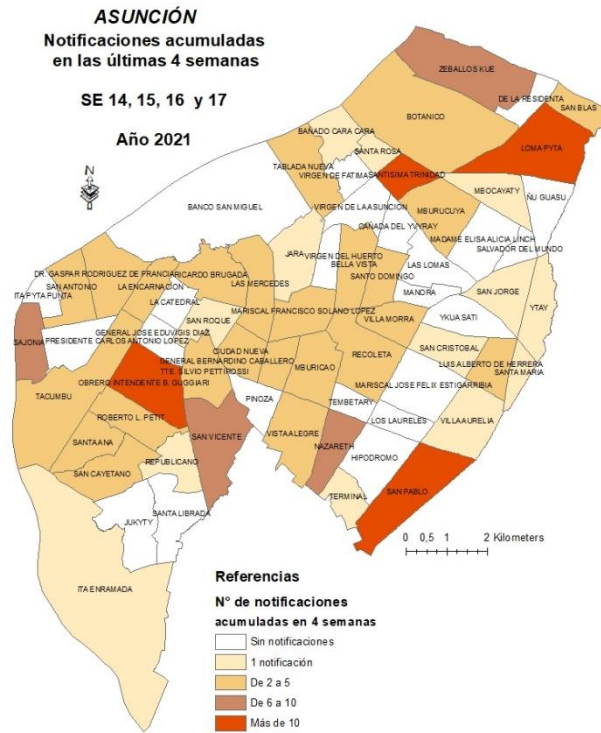 ASUNCIÓN
Notificaciones acumuladas
en las últimas 4 semanas
SE 14, 15, 16 y 17
Año 2021
N
ZEBALLOS KUE
DE LA RESIDENTA
SAN BLAS
BOTANICO
LOMA PYTA
BAÑADO CARA CARA
SANTA ROSA
TABLADA NUEVA
VIRGEN DE FATIMA
SANTISIMA TRINIDAD
MBOCAYATY
ÑU GUASU
BANCO SAN MIGUEL
VIRGEN DE LA ASUNCION
MBURUCUYA
CAÑADA DEL YVYRAY
MADAME ELISA ALICIA LINCH
SALVADOR DEL MUNDO
JARA
VIRGEN DEL HUERTO
BELLA VISTA
LAS LOMAS
DR. GASPAR RODRIGUEZ DE FRANCIA
RICARDO BRUGADA
SAN ANTONIO
LA ENCARNACION
LAS MERCEDES
SANTO DOMINGO
MANORA
SAN JORGE
ITA PYTA PUNTA
LA CATEDRAL
SAN ROQUE
MARISCAL FRANCISCO SOLANO LOPEZ
VILLA MORRA
YKUA SATI
YTAY
GENERAL JOSE EDUVIGIS DIAZ
SAJONIA
PRESIDENTE CARLOS ANTONIO LOPEZ
CIUDAD NUEVA
SAN CRISTOBAL
GENERAL BERNARDINO CABALLERO
RECOLETA
LUIS ALBERTO DE HERRERA
TTE. SILVIO PETTIROSSI
MBURICAO
SANTA MARIA
TACUMBU
OBRERO INTENDENTE B. GUGGIARI
MARISCAL JOSE FELIX ESTIGARRIBIA
PINOZA
TEMBETARY
ROBERTO L. PETIT
LOS LAURELES
VILLA AURELIA
SAN VICENTE
VISTA ALEGRE
NAZARETH
SANTA ANA
HIPODROMO
REPUBLICANO
SAN CAYETANO
TERMINAL
SAN PABLO
SANTA LIBRADA
JUKYTY
0 0,5 1 2 Kilometers
ITA ENRAMADA
Referencias
N° de notificaciones
acumuladas en 4 semanas
Sin notificaciones
1 notificación
De 2 a 5
De 6 a 10
Más de 10